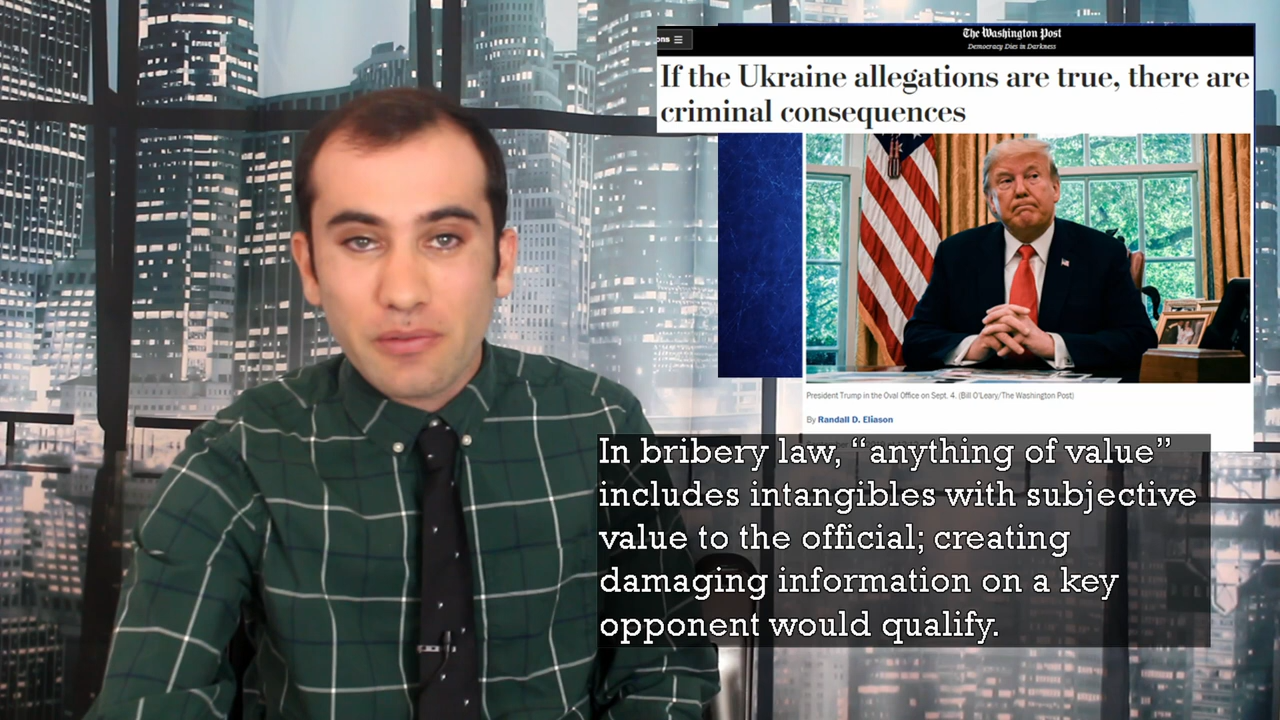 ons
The Washington Post
Democracy Dies in Darkness
If the Ukraine allegations are true, there are
criminal consequences
President Trump in the Oval Office on Sept. 4. (Bill O'Leary/The Washington Post)
By Randall D. Eliason
In bribery law, “anything of value”
includes intangibles with subjective
value to the official; creating
damaging information on a key
opponent would qualify.